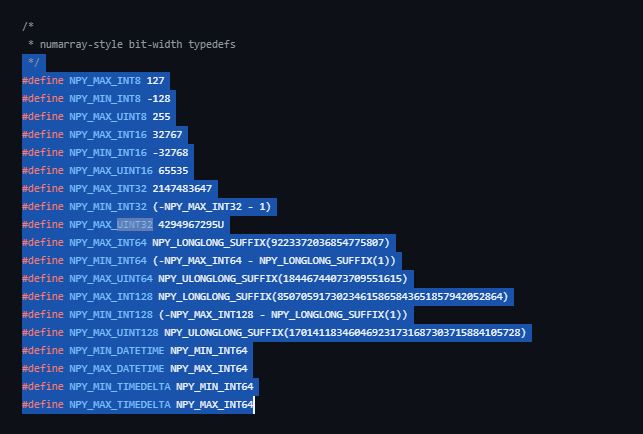 /*
 * numarray-style bit-width typedefs
 */
#define NPY_MAX_INT8 127
#define NPY_MIN_INT8 -128
#define NPY_MAX_UINT8 255
#define NPY_MAX_INT16 32767
#define NPY_MIN_INT16 -32768
#define NPY_MAX_UINT16 65535
#define NPY_MAX_INT32 2147483647
#define NPY_MIN_INT32 (-NPY_MAX_INT32 - 1)
#define NPY_MAX_UINT32 4294967295U
#define NPY_MAX_INT64 NPY_LONGLONG_SUFFIX(9223372036854775807)
#define NPY_MIN_INT64 (-NPY_MAX_INT64 - NPY_LONGLONG_SUFFIX(1))
#define NPY_MAX_UINT64 NPY_ULONGLONG_SUFFIX(18446744073709551615)
#define NPY_MAX_INT128 NPY_LONGLONG_SUFFIX(85070591730234615865843651857942052864)
#define NPY_MIN_INT128 (-NPY_MAX_INT128 - NPY_LONGLONG_SUFFIX(1))
#define NPY_MAX_UINT128 NPY_ULONGLONG_SUFFIX(170141183460469231731687303715884105728)
#define NPY_MIN_DATETIME NPY_MIN_INT64
#define NPY_MAX_DATETIME NPY_MAX_INT64
#define NPY_MIN_TIMEDELTA NPY_MIN_INT64
#define NPY_MAX_TIMEDELTA NPY_MAX_INT64